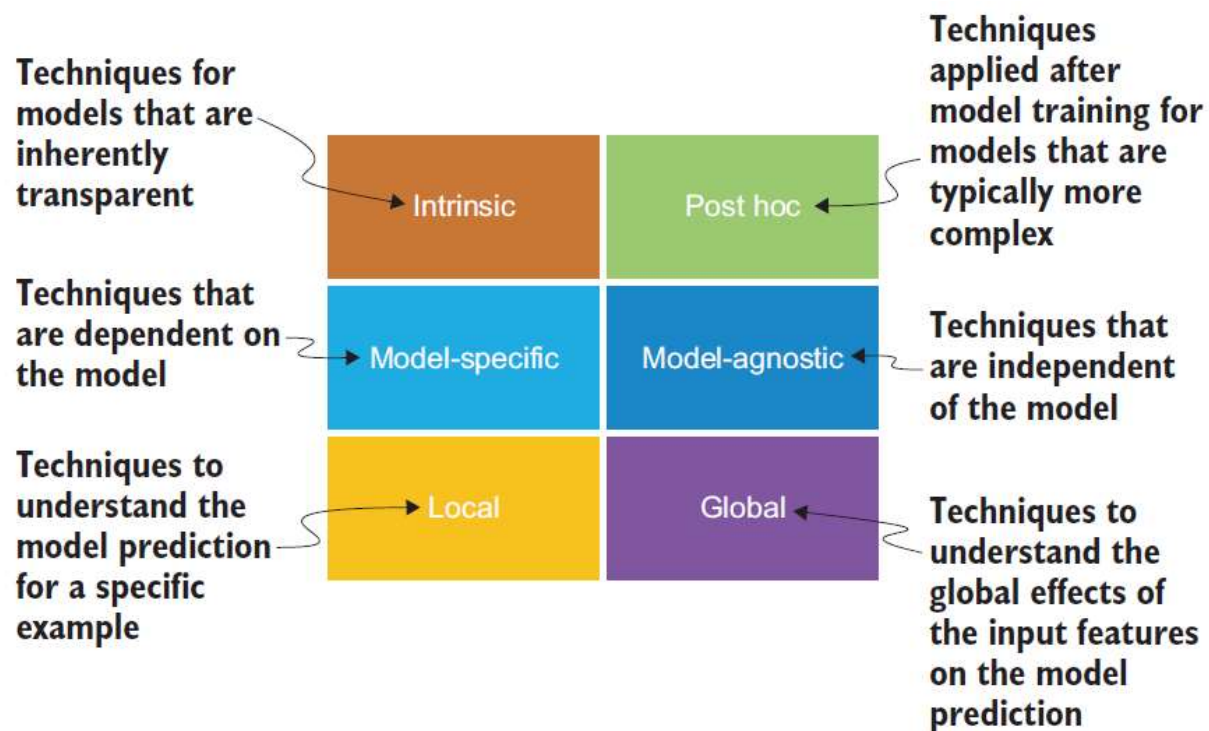 Techniques for
models that are
inherently
transparent
Intrinsic
Post hoc
Techniques
applied after
model training for
models that are
typically more
complex
Techniques that
are dependent on
the model
Model-specific
Model-agnostic
Techniques that
are independent
of the model
Techniques to
understand the
model prediction
for a specific
example
Local
Global
Techniques to
understand the
global effects of
the input features
on the model
prediction